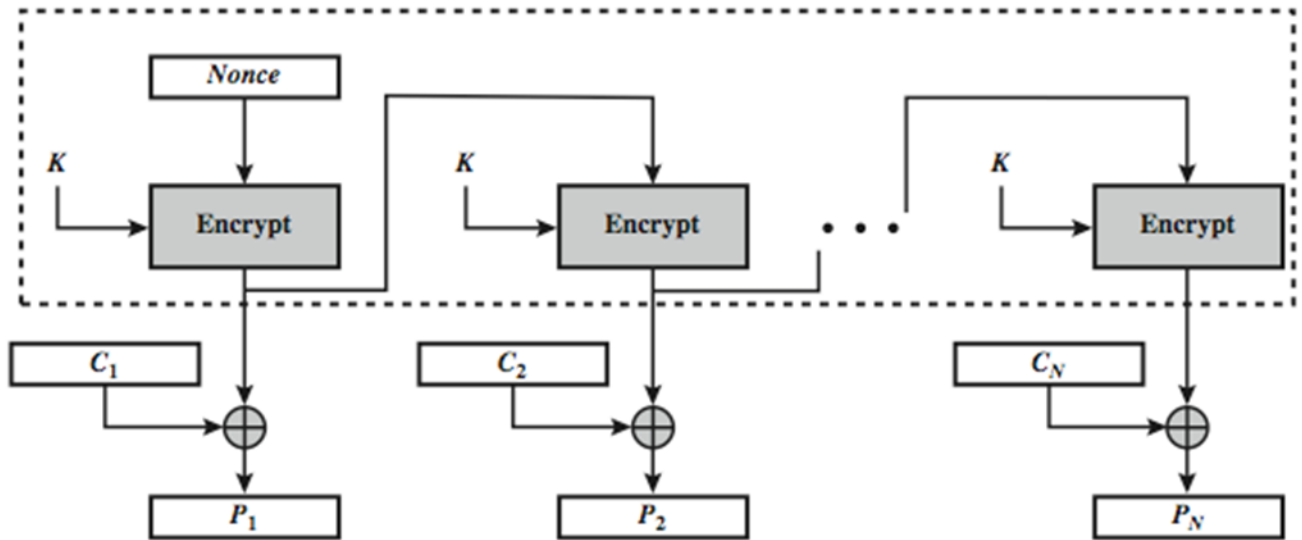 Nonce
K
K
K
Encrypt
Encrypt
Encrypt
C1
C2
CN
P1
P2
PN